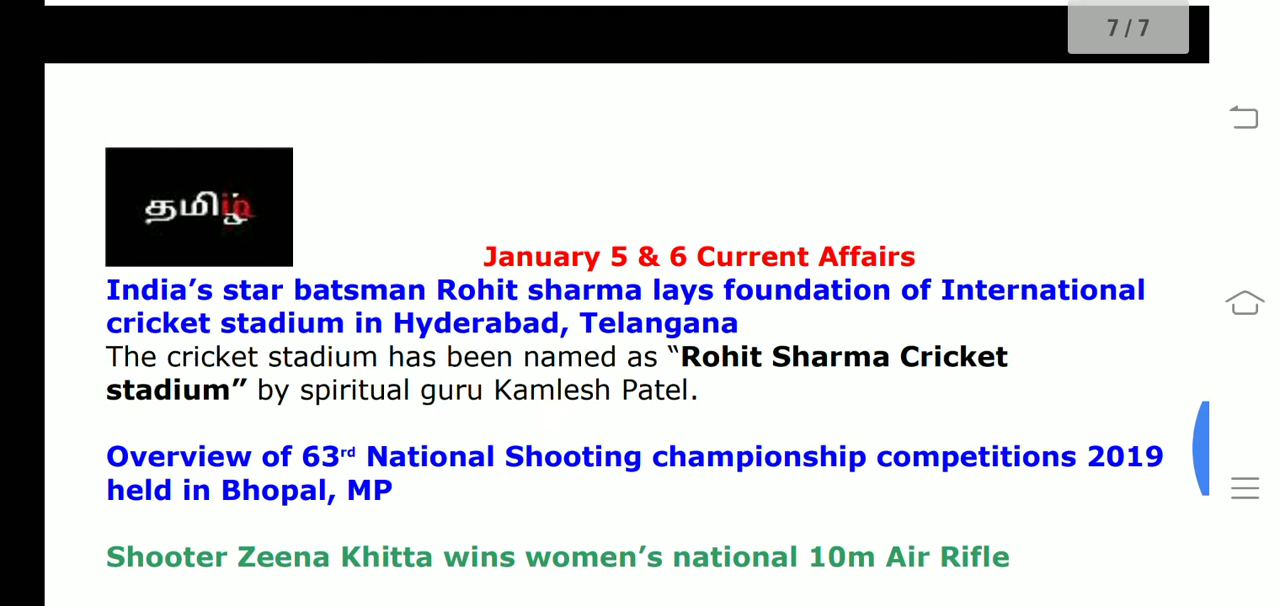 7 / 7
தமிழ்
January 5 & 6 Current Affairs
India's star batsman Rohit sharma lays foundation of International
cricket stadium in Hyderabad, Telangana
The cricket stadium has been named as “Rohit Sharma Cricket
stadium” by spiritual guru Kamlesh Patel.
Overview of 63rd National Shooting championship competitions 2019
held in Bhopal, MP
Shooter Zeena Khitta wins women's national 10m Air Rifle